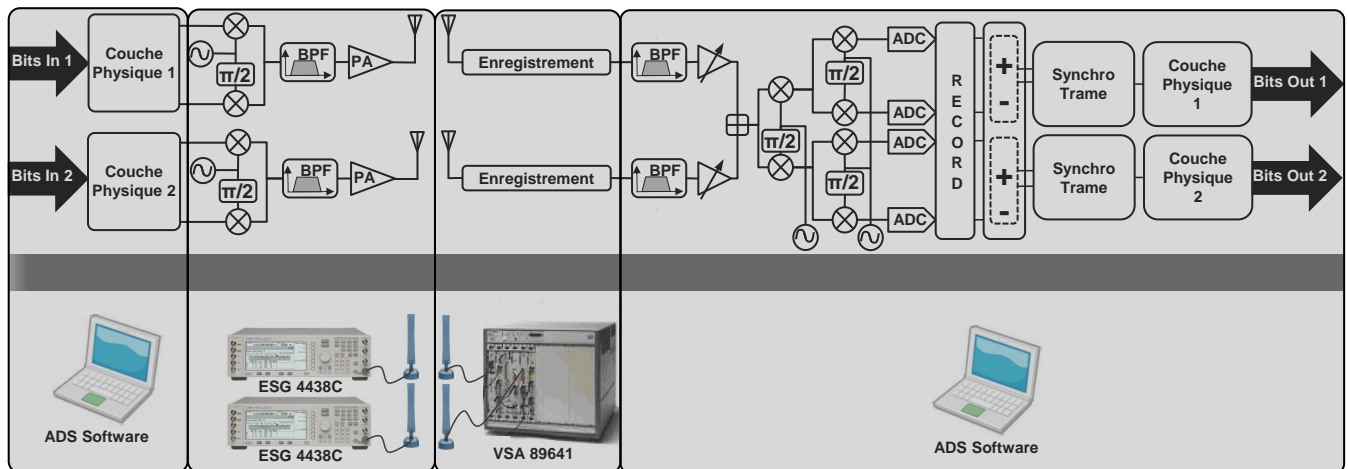 Bits In 1
Couche
Physique 1
π/2
BPF
PA
Enregistrement
BPF
π/2
π/2
ADC
ADC
RECORD
+
-
Synchro
Trame
Couche
Physique
1
Bits Out 1
Bits In 2
Couche
Physique 2
π/2
BPF
PA
Enregistrement
BPF
π/2
ADC
ADC
+
-
Synchro
Trame
Couche
Physique
2
Bits Out 2
ADS Software
ESG 4438C
ESG 4438C
VSA 89641
ADS Software